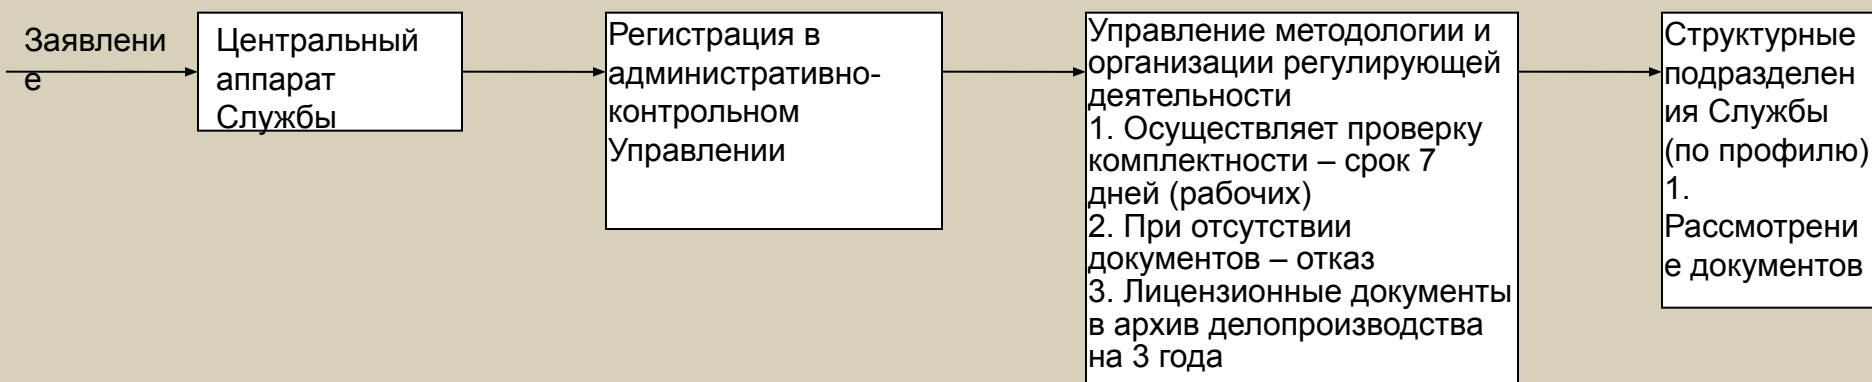 Заявлени
е
Центральный
аппарат
Службы
Регистрация в
административно-
контрольном
Управлении
Управление методологии и
организации регулирующей
деятельности
1. Осуществляет проверку
комплектности – срок 7
дней (рабочих)
2. При отсутствии
документов – отказ
3. Лицензионные документы
в архив делопроизводства
на 3 года
Структурные
подразделен
ия Службы
(по профилю)
1.
Рассмотрени
е документов